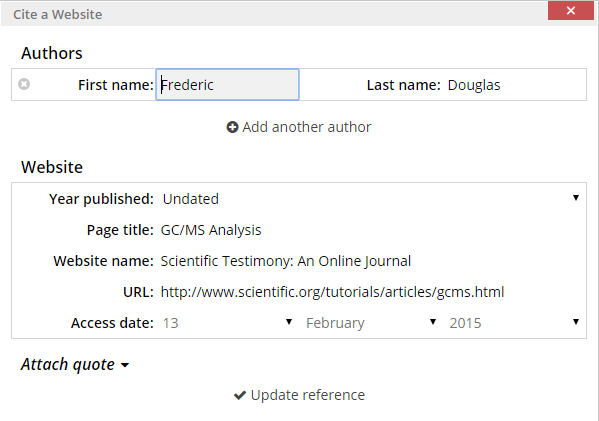 Cite a Website
Authors
First name: Frederic Last name: Douglas
Add another author
Website
Year published: Undated
Page title: GC/MS Analysis
Website name: Scientific Testimony: An Online Journal
URL: http://www.scientific.org/tutorials/articles/gcms.html
Access date: 13 February 2015
Attach quote
Update reference